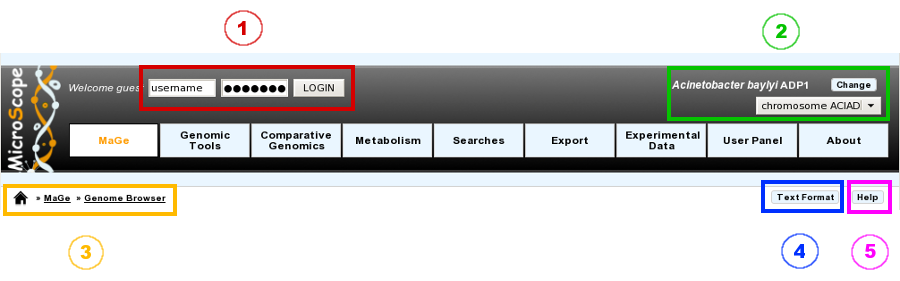 1
2
MicroScope
Welcome gues
username
●●●●●●●
LOGIN
Acinetobacter baylyi ADP1
Change
chromosome ACIAD
MaGe
Genomic
Tools
Comparative
Genomics
Metabolism
Searches
Export
Experimental
Data
User Panel
About
» MaGe » Genome Browser
Text Format
Help
3
4
5